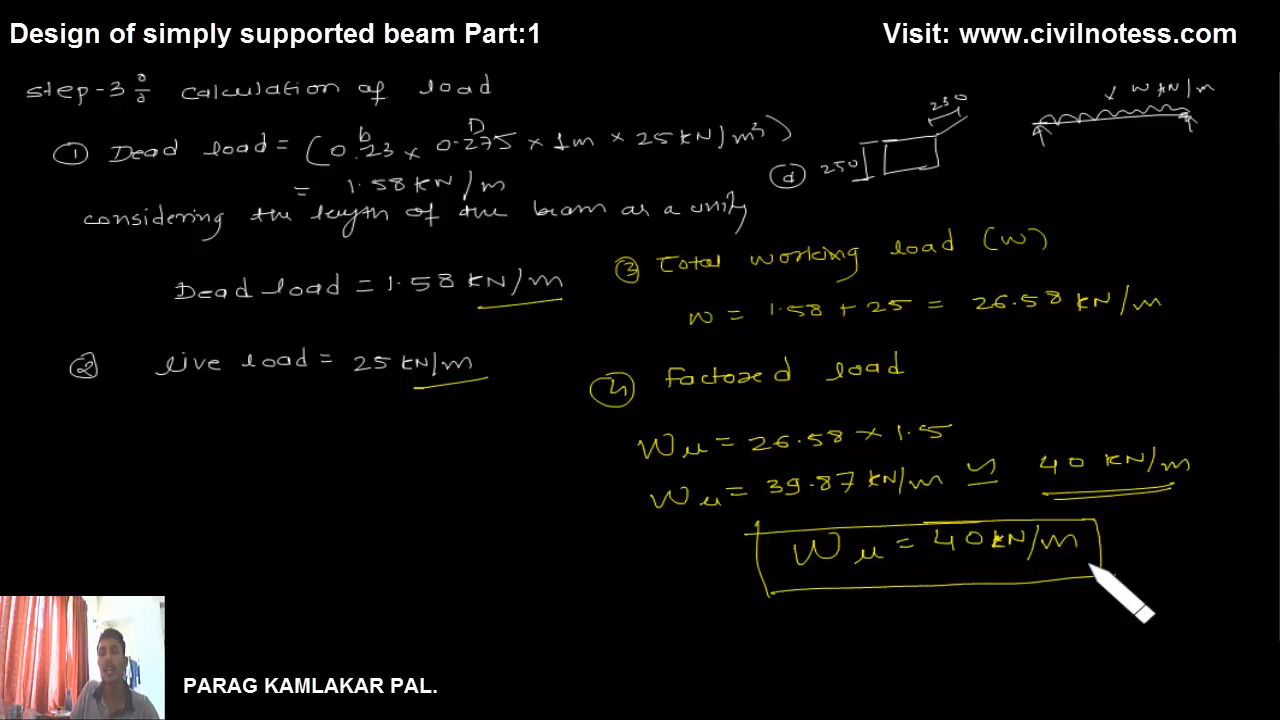 Design of simply supported beam Part:1
Visit: www.civilnotess.com
step-3 : calculation of load
① Dead load = (0.23 × 0.275 × 1m × 25 kN/m³)
b D
= 1.58 kN/m
considering the length of the beam as a unity
Dead load = 1.58 kN/m
② live load = 25 kN/m
230
250
d
w kN/m
③ Total working load (w)
w = 1.58 + 25 = 26.58 kN/m
④ Factored load
Wu = 26.58 × 1.5
Wu = 39.87 kN/m ≃ 40 kN/m
Wu = 40 kN/m
PARAG KAMLAKAR PAL.